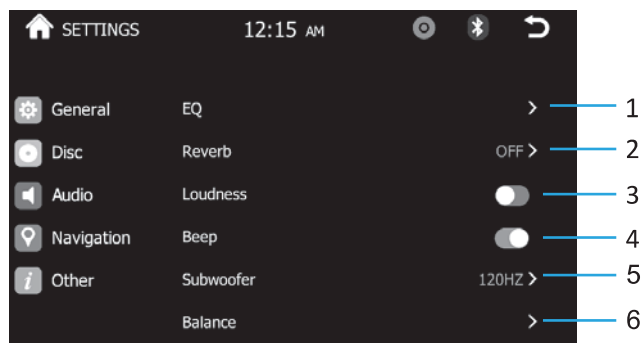 SETTINGS 12:15 AM
General EQ 1
Disc Reverb OFF 2
Audio Loudness 3
Navigation Beep 4
Other Subwoofer 120HZ 5
Balance 6